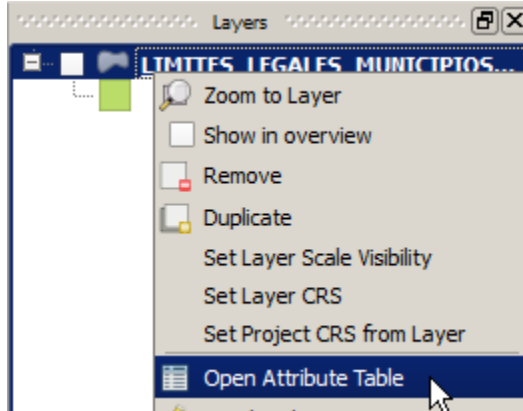 Layers
LIMITES_LEGALES_MUNICIPIOS...
Zoom to Layer
Show in overview
Remove
Duplicate
Set Layer Scale Visibility
Set Layer CRS
Set Project CRS from Layer
Open Attribute Table